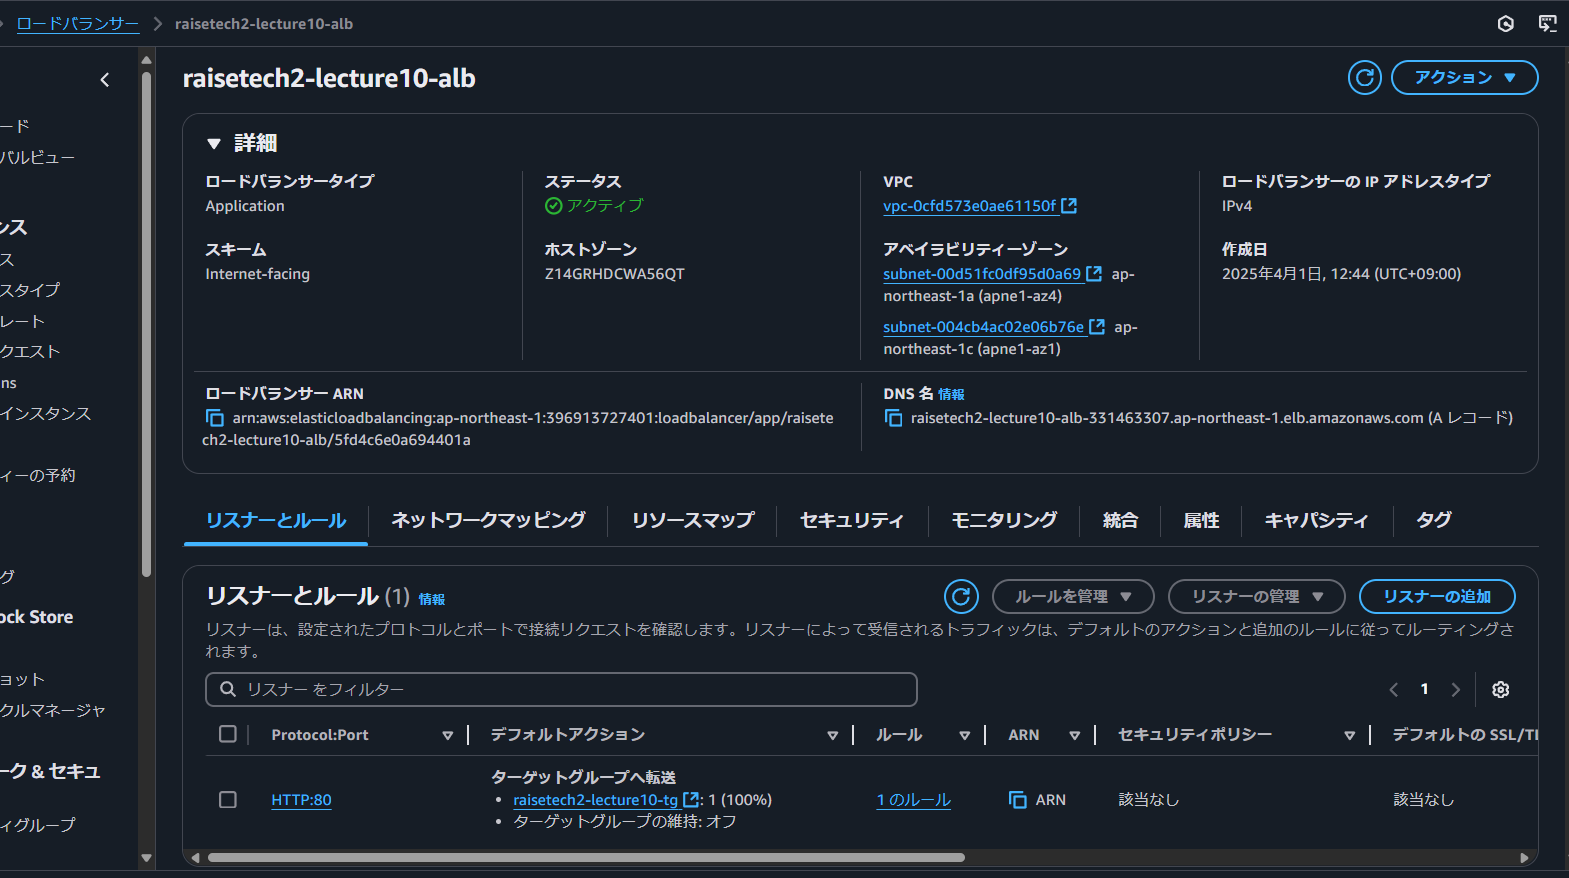 ロードバランサー
raisetech2-lecture10-alb
ード
バルビュー
ンス
ス
スタイプ
レート
クエスト
ns
インスタンス
ィーの予約
グ
ock Store
ョット
クルマネージャ
ーク & セキュ
ィグループ
raisetech2-lecture10-alb
アクション
詳細
ロードバランサータイプ
Application
ステータス
アクティブ
VPC
vpc-0cfd573e0ae61150f
ロードバランサーの IP アドレスタイプ
IPv4
スキーム
Internet-facing
ホストゾーン
Z14GRHDCWA56QT
アベイラビリティーゾーン
subnet-00d51fc0df95d0a69 ap-
northeast-1a (apne1-az4)
subnet-004cb4ac02e06b76e ap-
northeast-1c (apne1-az1)
作成日
2025年4月1日, 12:44 (UTC+09:00)
ロードバランサー ARN
arn:aws:elasticloadbalancing:ap-northeast-1:396913727401:loadbalancer/app/raisete
ch2-lecture10-alb/5fd4c6e0a694401a
DNS 名 情報
raisetech2-lecture10-alb-331463307.ap-northeast-1.elb.amazonaws.com (A レコード)
リスナーとルール
ネットワークマッピング
リソースマップ
セキュリティ
モニタリング
統合
属性
キャパシティ
タグ
リスナーとルール (1) 情報
ルールを管理
リスナーの管理
リスナーの追加
リスナーは、設定されたプロトコルとポートで接続リクエストを確認します。リスナーによって受信されるトラフィックは、デフォルトのアクションと追加のルールに従ってルーティングさ
れます。
リスナー をフィルター
1
Protocol:Port
デフォルトアクション
ルール
ARN
セキュリティポリシー
デフォルトの SSL/TL
HTTP:80
ターゲットグループへ転送
• raisetech2-lecture10-tg : 1 (100%)
• ターゲットグループの維持: オフ
1 のルール
ARN
該当なし
該当なし